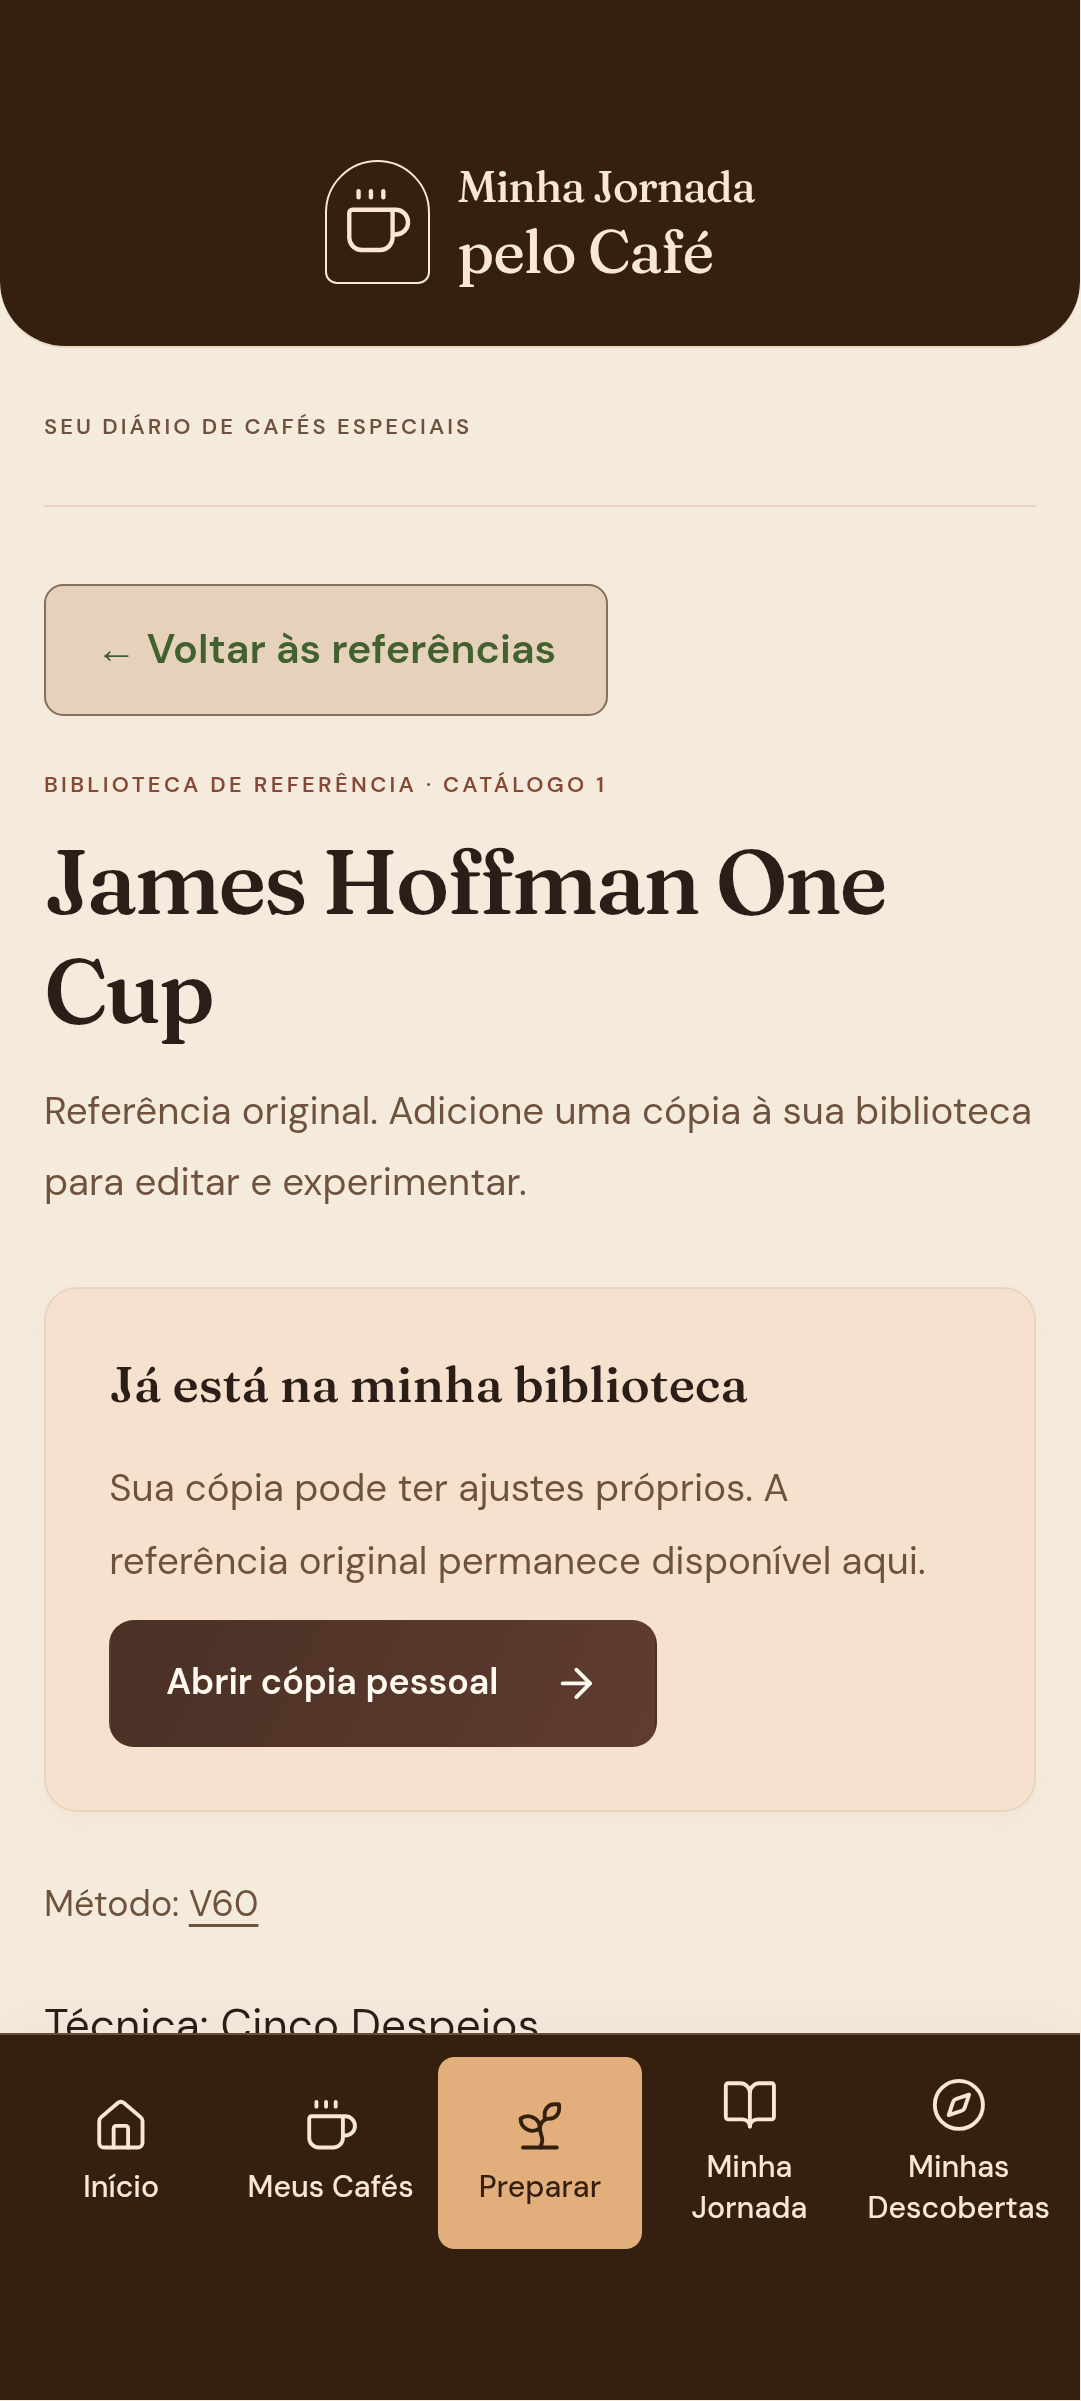 Minha Jornada
pelo Café
SEU DIÁRIO DE CAFÉS ESPECIAIS
← Voltar às referências
BIBLIOTECA DE REFERÊNCIA · CATÁLOGO 1
James Hoffman One
Cup
Referência original. Adicione uma cópia à sua biblioteca
para editar e experimentar.
Já está na minha biblioteca
Sua cópia pode ter ajustes próprios. A
referência original permanece disponível aqui.
Abrir cópia pessoal →
Método: V60
Técnica: Cinco Despejos
Início
Meus Cafés
Preparar
Minha
Jornada
Minhas
Descobertas